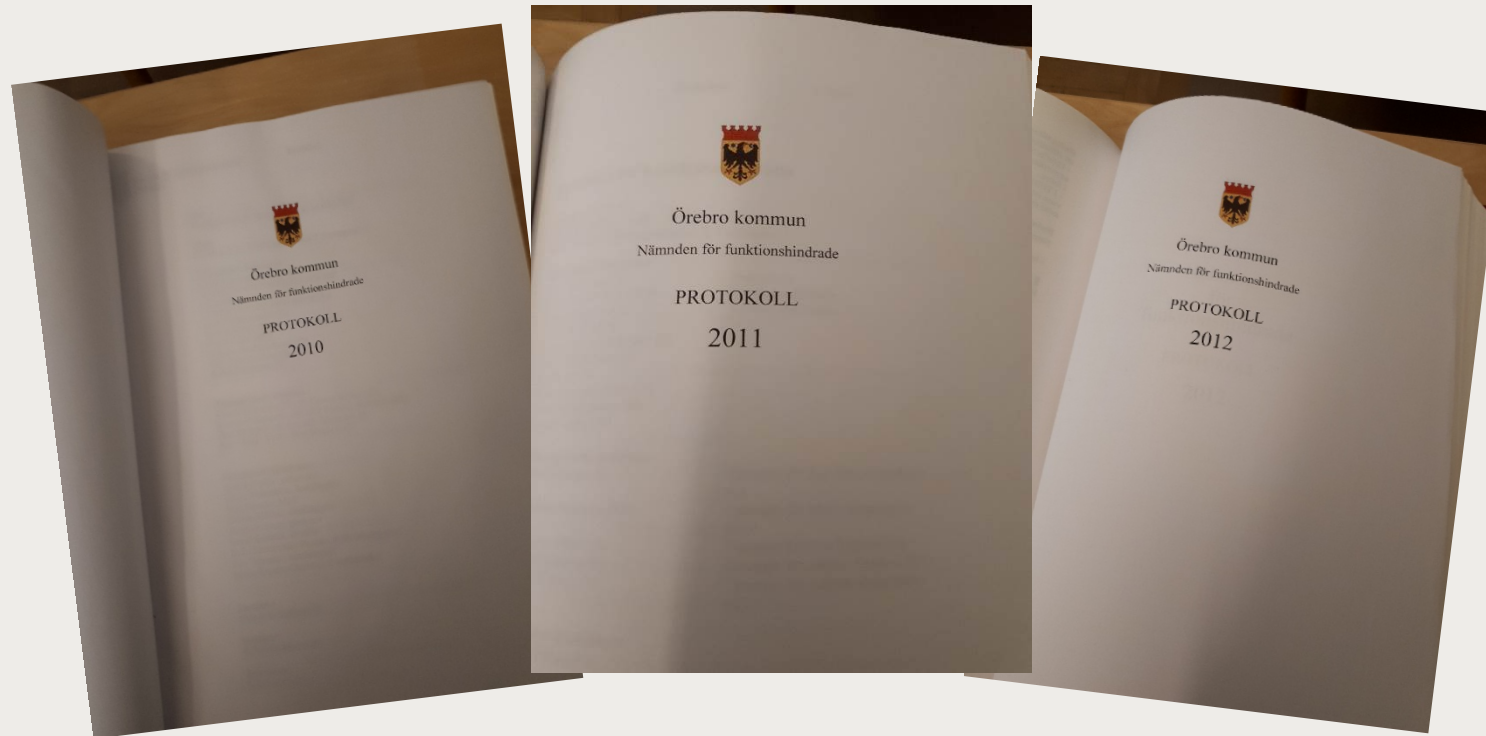 Örebro kommun
Nämnden för funktionshindrade
PROTOKOLL
2010
Örebro kommun
Nämnden för funktionshindrade
PROTOKOLL
2011
Örebro kommun
Nämnden för funktionshindrade
PROTOKOLL
2012